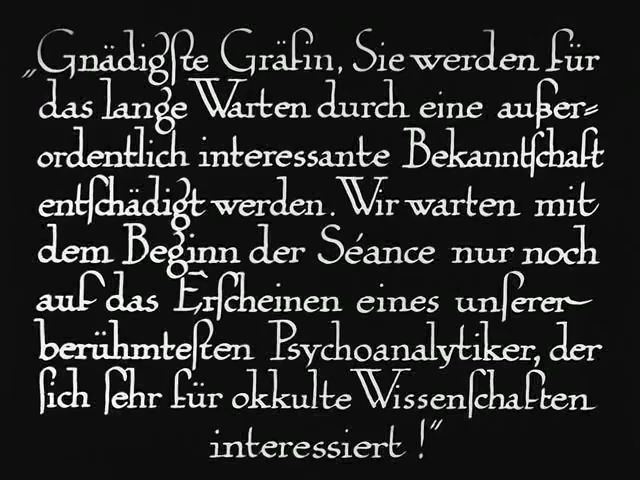 „Gnädigſte Gräfin, Sie werden für
das lange Warten durch eine außer⸗
ordentlich interessante Bekanntſchaft
entſchädigt werden. Wir warten mit
dem Beginn der Séance nur noch
auf das Erſcheinen eines unſerer
berühmteſten Psychoanalytiker, der
ſich ſehr für okkulte Wissenſchaften
interessiert!“